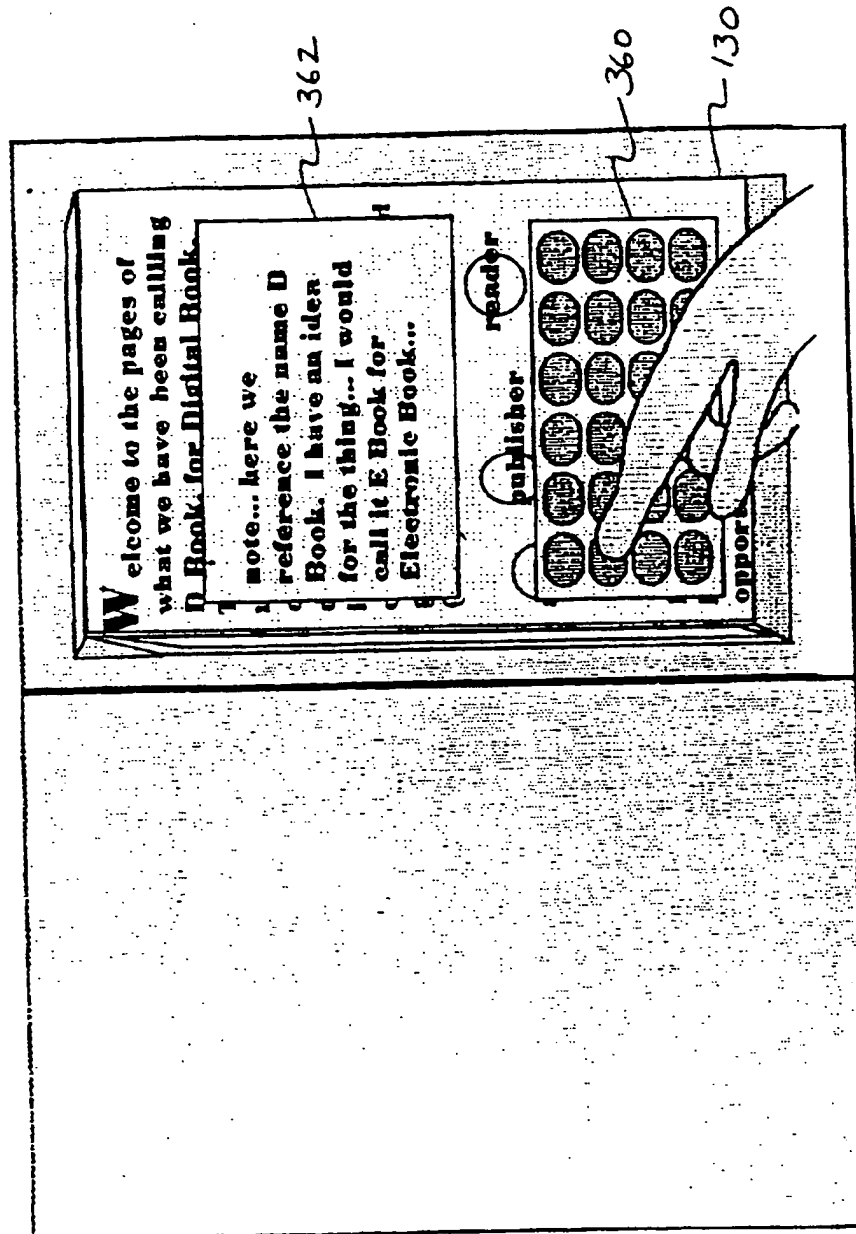 Welcome to the pages of
what we have been callling
D Book, for Digital Book.
note... here we
reference the name D
Book. I have an idea
for the thing... I would
call it E Book for
Electronic Book...
publisher
reader
oppor
362
360
130